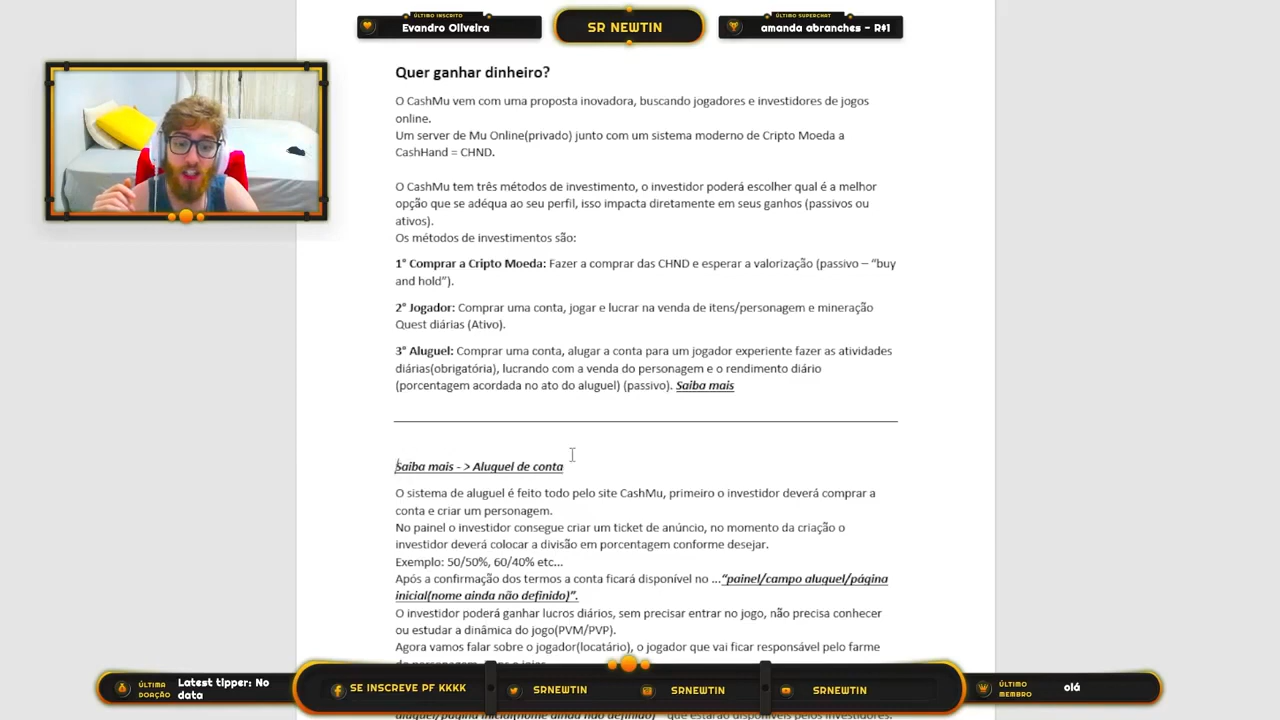 ÚLTIMO INSCRITO
Evandro Oliveira
SR NEWTIN
ÚLTIMO SUPERCHAT
amanda abranches - R$1
Quer ganhar dinheiro?
O CashMu vem com uma proposta inovadora, buscando jogadores e investidores de jogos
online.
Um server de Mu Online(privado) junto com um sistema moderno de Cripto Moeda a
CashHand = CHND.
O CashMu tem três métodos de investimento, o investidor poderá escolher qual é a melhor
opção que se adéqua ao seu perfil, isso impacta diretamente em seus ganhos (passivos ou
ativos).
Os métodos de investimentos são:
1° Comprar a Cripto Moeda: Fazer a comprar das CHND e esperar a valorização (passivo – “buy
and hold”).
2° Jogador: Comprar uma conta, jogar e lucrar na venda de itens/personagem e mineração
Quest diárias (Ativo).
3° Aluguel: Comprar uma conta, alugar a conta para um jogador experiente fazer as atividades
diárias(obrigatória), lucrando com a venda do personagem e o rendimento diário
(porcentagem acordada no ato do aluguel) (passivo). Saiba mais
Saiba mais - > Aluguel de conta
O sistema de aluguel é feito todo pelo site CashMu, primeiro o investidor deverá comprar a
conta e criar um personagem.
No painel o investidor consegue criar um ticket de anúncio, no momento da criação o
investidor deverá colocar a divisão em porcentagem conforme desejar.
Exemplo: 50/50%, 60/40% etc...
Após a confirmação dos termos a conta ficará disponível no ...“painel/campo aluguel/página
inicial(nome ainda não definido)”.
O investidor poderá ganhar lucros diários, sem precisar entrar no jogo, não precisa conhecer
ou estudar a dinâmica do jogo(PVM/PVP).
Agora vamos falar sobre o jogador(locatário), o jogador que vai ficar responsável pelo farme
aluguel/página inicial(nome ainda não definido)” que estarão disponíveis pelos investidores.
ÚLTIMA
DOAÇÃO
Latest tipper: No
data
SE INSCREVE PF KKKK
SRNEWTIN
SRNEWTIN
SRNEWTIN
ÚLTIMO
MEMBRO
olá